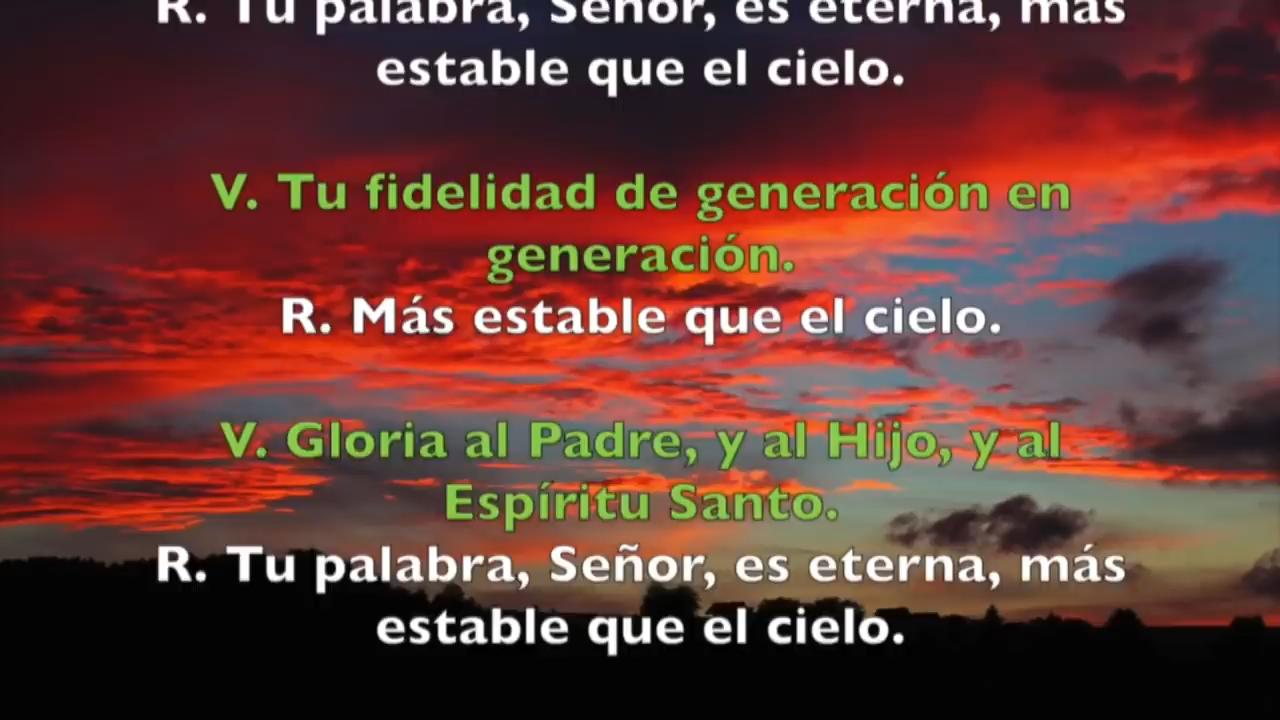 R. Tu palabra, Señor, es eterna, más
estable que el cielo.
V. Tu fidelidad de generación en
generación.
R. Más estable que el cielo.
V. Gloria al Padre, y al Hijo, y al
Espíritu Santo.
R. Tu palabra, Señor, es eterna, más
estable que el cielo.